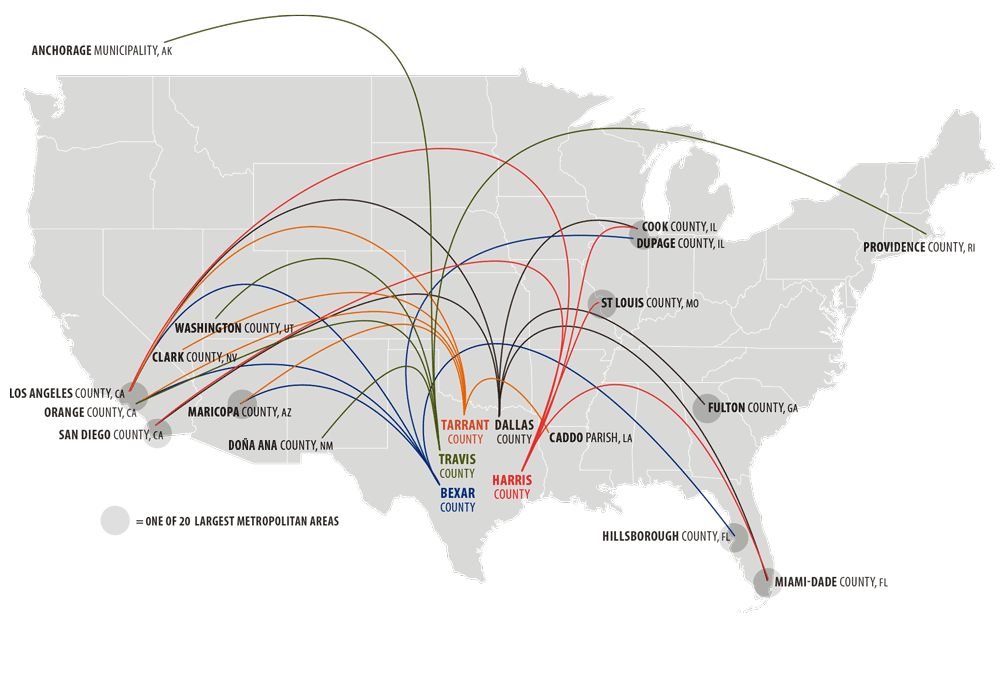 ANCHORAGE MUNICIPALITY, AK
COOK COUNTY, IL
DUPAGE COUNTY, IL
PROVIDENCE COUNTY, RI
ST LOUIS COUNTY, MO
WASHINGTON COUNTY, UT
CLARK COUNTY, NV
LOS ANGELES COUNTY, CA
ORANGE COUNTY, CA
MARICOPA COUNTY, AZ
FULTON COUNTY, GA
SAN DIEGO COUNTY, CA
DOÑA ANA COUNTY, NM
TARRANT
COUNTY
DALLAS
COUNTY
CADDO PARISH, LA
TRAVIS
COUNTY
HARRIS
COUNTY
BEXAR
COUNTY
= ONE OF 20 LARGEST METROPOLITAN AREAS
HILLSBOROUGH COUNTY, FL
MIAMI-DADE COUNTY, FL